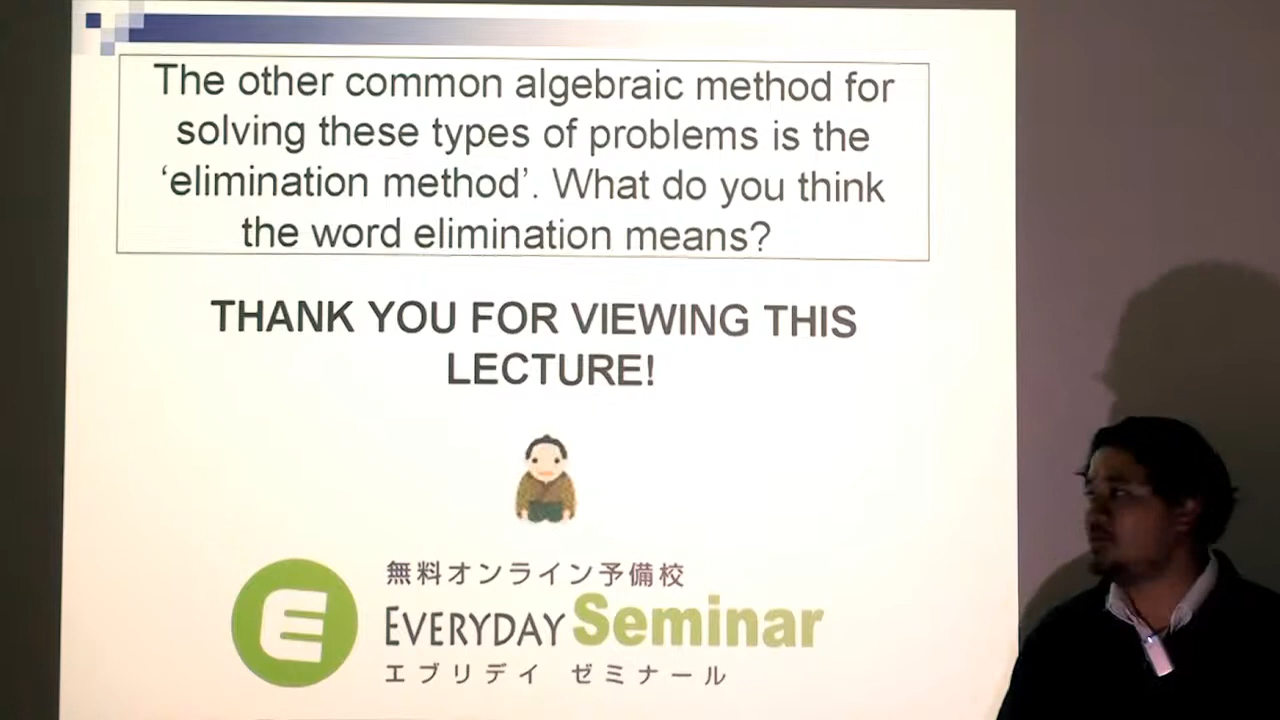 The other common algebraic method for
solving these types of problems is the
‘elimination method’. What do you think
the word elimination means?
THANK YOU FOR VIEWING THIS
LECTURE!
無料オンライン予備校
E EVERYDAY Seminar
エブリデイ ゼミナール